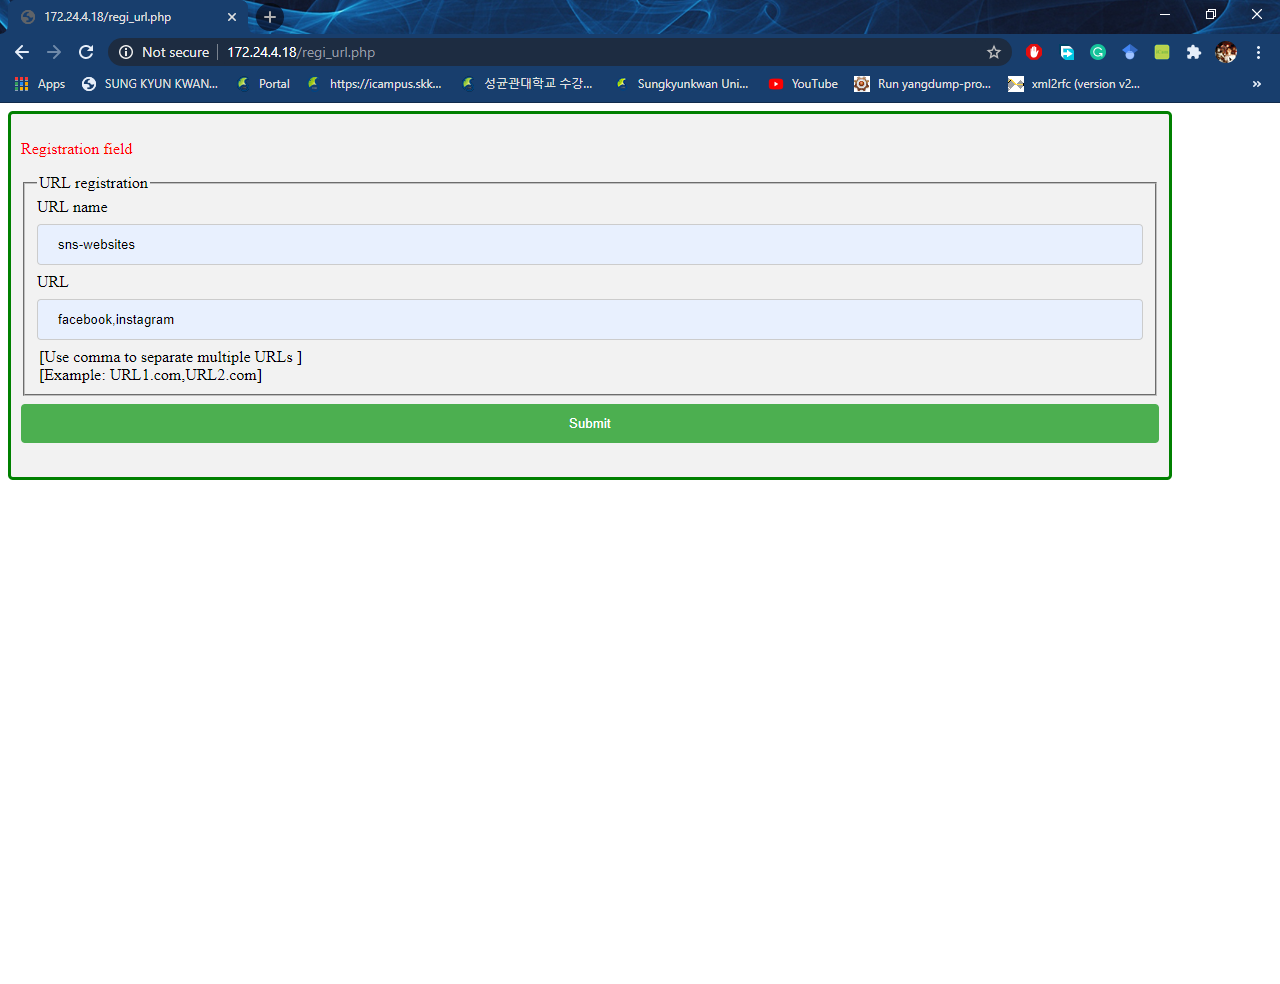 172.24.4.18/regi_url.php
Not secure 172.24.4.18/regi_url.php
Apps SUNG KYUN KWAN... Portal https://icampus.skk... 성균관대학교 수강... Sungkyunkwan Uni... YouTube Run yangdump-pro... xml2rfc (version v2...
Registration field
URL registration
URL name
sns-websites
URL
facebook,instagram
[Use comma to separate multiple URLs ]
[Example: URL1.com,URL2.com]
Submit